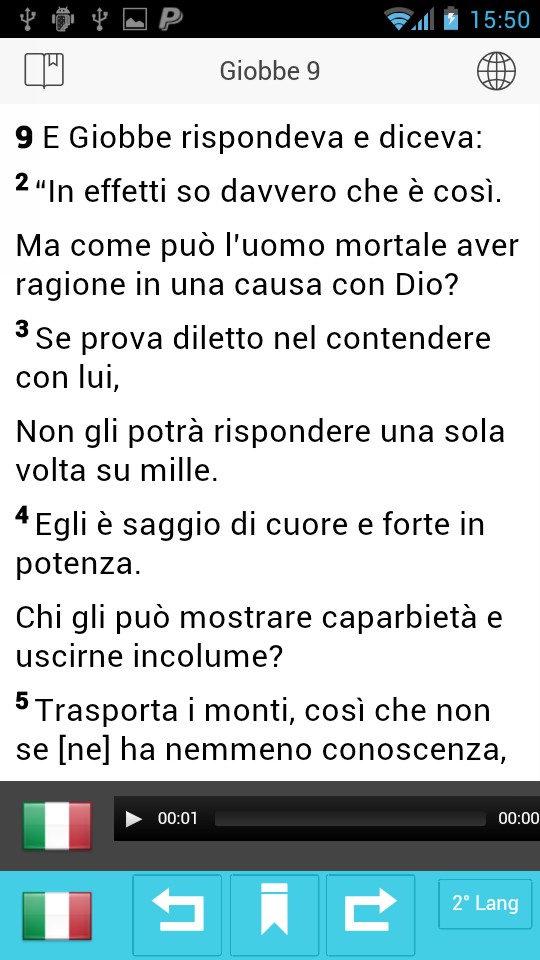 15:50
Giobbe 9
9 E Giobbe rispondeva e diceva:
2 “In effetti so davvero che è così.
Ma come può l’uomo mortale aver
ragione in una causa con Dio?
3 Se prova diletto nel contendere
con lui,
Non gli potrà rispondere una sola
volta su mille.
4 Egli è saggio di cuore e forte in
potenza.
Chi gli può mostrare caparbietà e
uscirne incolume?
5 Trasporta i monti, così che non
se [ne] ha nemmeno conoscenza,
00:01 00:00
2° Lang